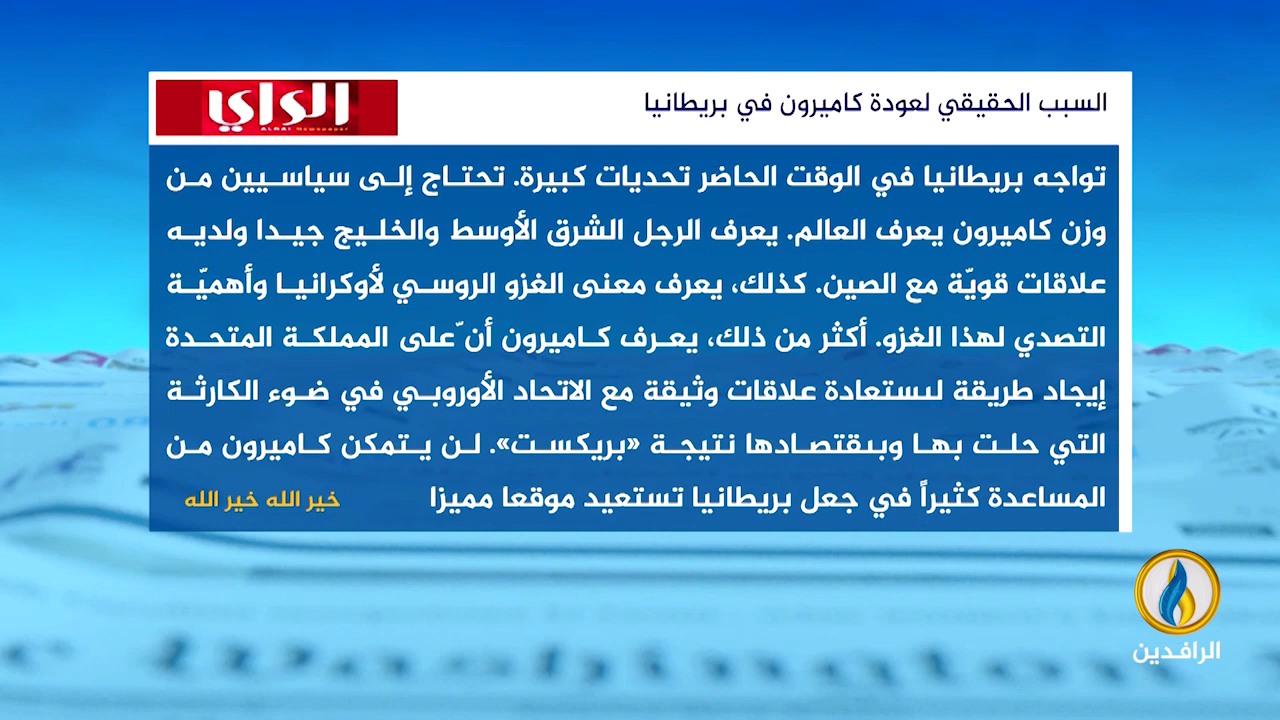 السبب الحقيقي لعودة كاميرون في بريطانيا
الراي
ALRAI Newspaper
تواجه بريطانيا في الوقت الحاضر تحديات كبيرة. تحتاج إلى سياسيين من
وزن كاميرون يعرف العالم. يعرف الرجل الشرق الأوسط والخليج جيدا ولديه
علاقات قويّة مع الصين. كذلك، يعرف معنى الغزو الروسي لأوكرانيا وأهميّة
التصدي لهذا الغزو. أكثر من ذلك، يعرف كاميرون أن ّعلى المملكة المتحدة
إيجاد طريقة لىستعادة علاقات وثيقة مع الاتحاد الأوروبي في ضوء الكارثة
التي حلت بها وبىقتصادها نتيجة «بريكست». لن يتمكن كاميرون من
المساعدة كثيراً في جعل بريطانيا تستعيد موقعا مميزا
خير الله خير الله
الرافدين